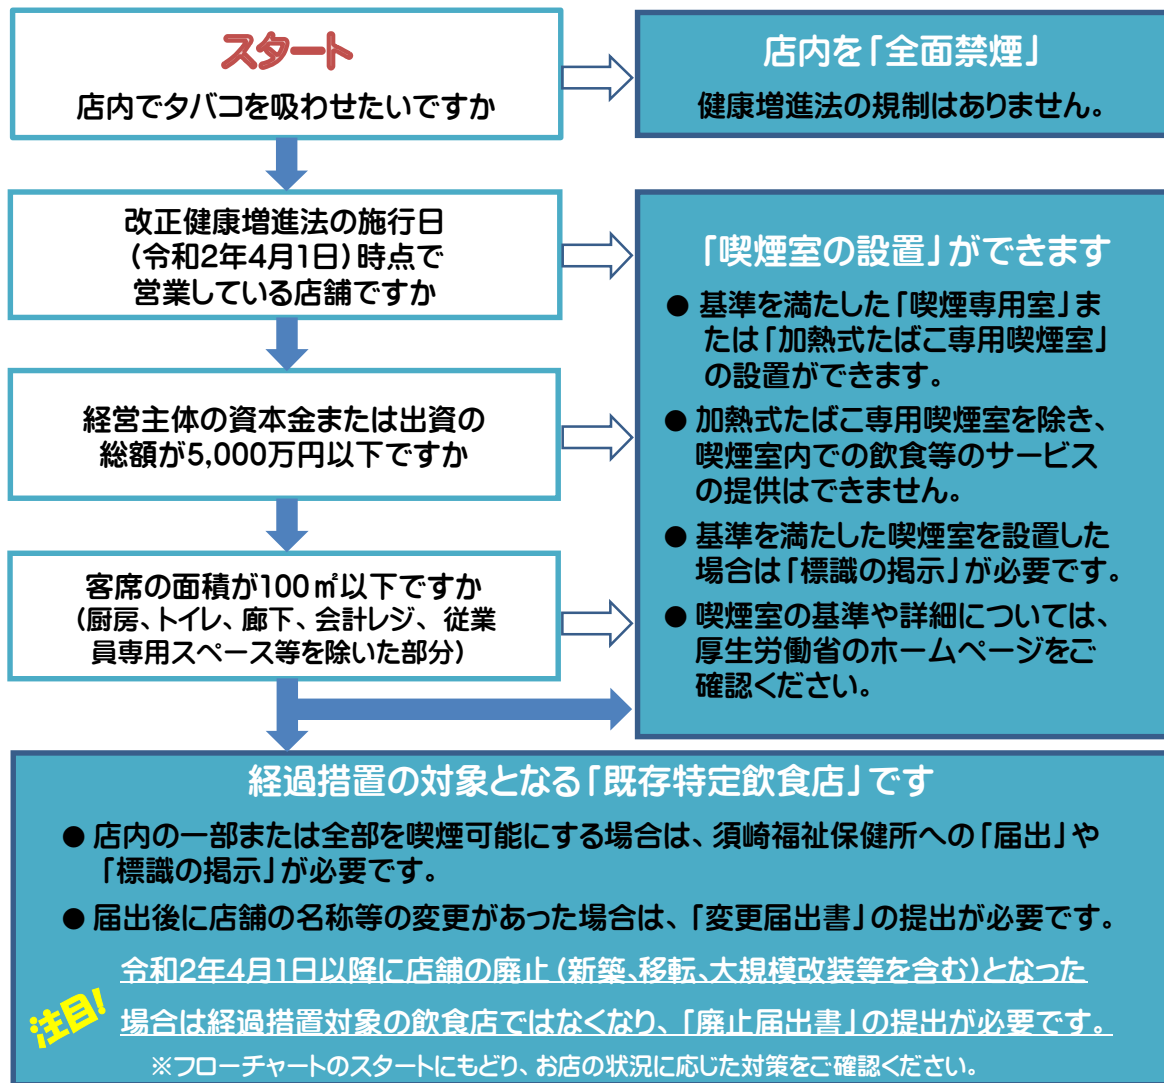 スタート
店内でタバコを吸わせたいですか
店内を「全面禁煙」
健康増進法の規制はありません。
改正健康増進法の施行日
(令和2年4月1日)時点で
営業している店舗ですか
経営主体の資本金または出資の
総額が5,000万円以下ですか
客席の面積が100㎡以下ですか
(厨房、トイレ、廊下、会計レジ、従業
員専用スペース等を除いた部分)
「喫煙室の設置」ができます
● 基準を満たした「喫煙専用室」ま
たは「加熱式たばこ専用喫煙室」
の設置ができます。
● 加熱式たばこ専用喫煙室を除き、
喫煙室内での飲食等のサービス
の提供はできません。
● 基準を満たした喫煙室を設置した
場合は「標識の掲示」が必要です。
● 喫煙室の基準や詳細については、
厚生労働省のホームページをご
確認ください。
経過措置の対象となる「既存特定飲食店」です
● 店内の一部または全部を喫煙可能にする場合は、須崎福祉保健所への「届出」や
「標識の掲示」が必要です。
● 届出後に店舗の名称等の変更があった場合は、「変更届出書」の提出が必要です。
注目!
令和2年4月1日以降に店舗の廃止(新築、移転、大規模改装等を含む)となった
場合は経過措置対象の飲食店ではなくなり、「廃止届出書」の提出が必要です。
※フローチャートのスタートにもどり、お店の状況に応じた対策をご確認ください。